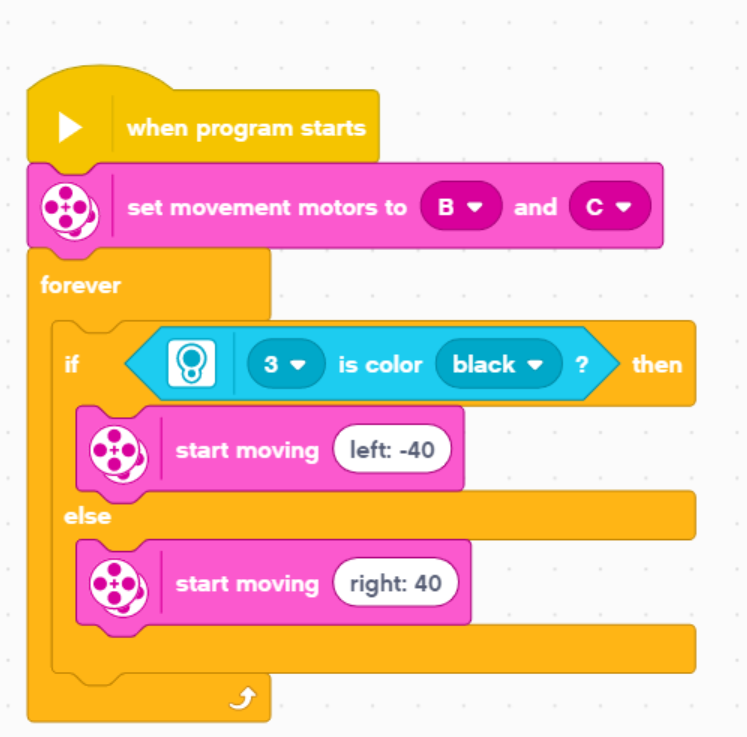 when program starts
set movement motors to B and C
forever
if 3 is color black ? then
start moving left: -40
else
start moving right: 40